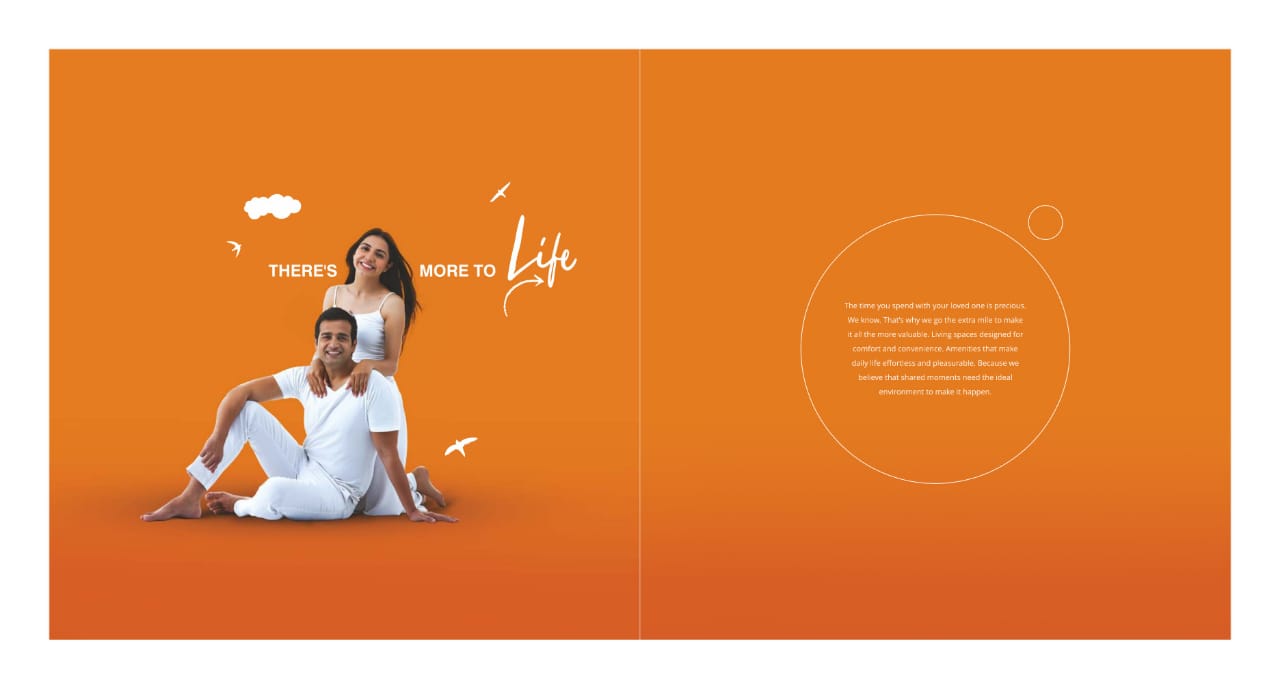 THERE'S MORE TO Life
The time you spend with your loved one is precious.
We know. That's why we go the extra mile to make
it all the more valuable. Living spaces designed for
comfort and convenience. Amenities that make
daily life effortless and pleasurable. Because we
believe that shared moments need the ideal
environment to make it happen.